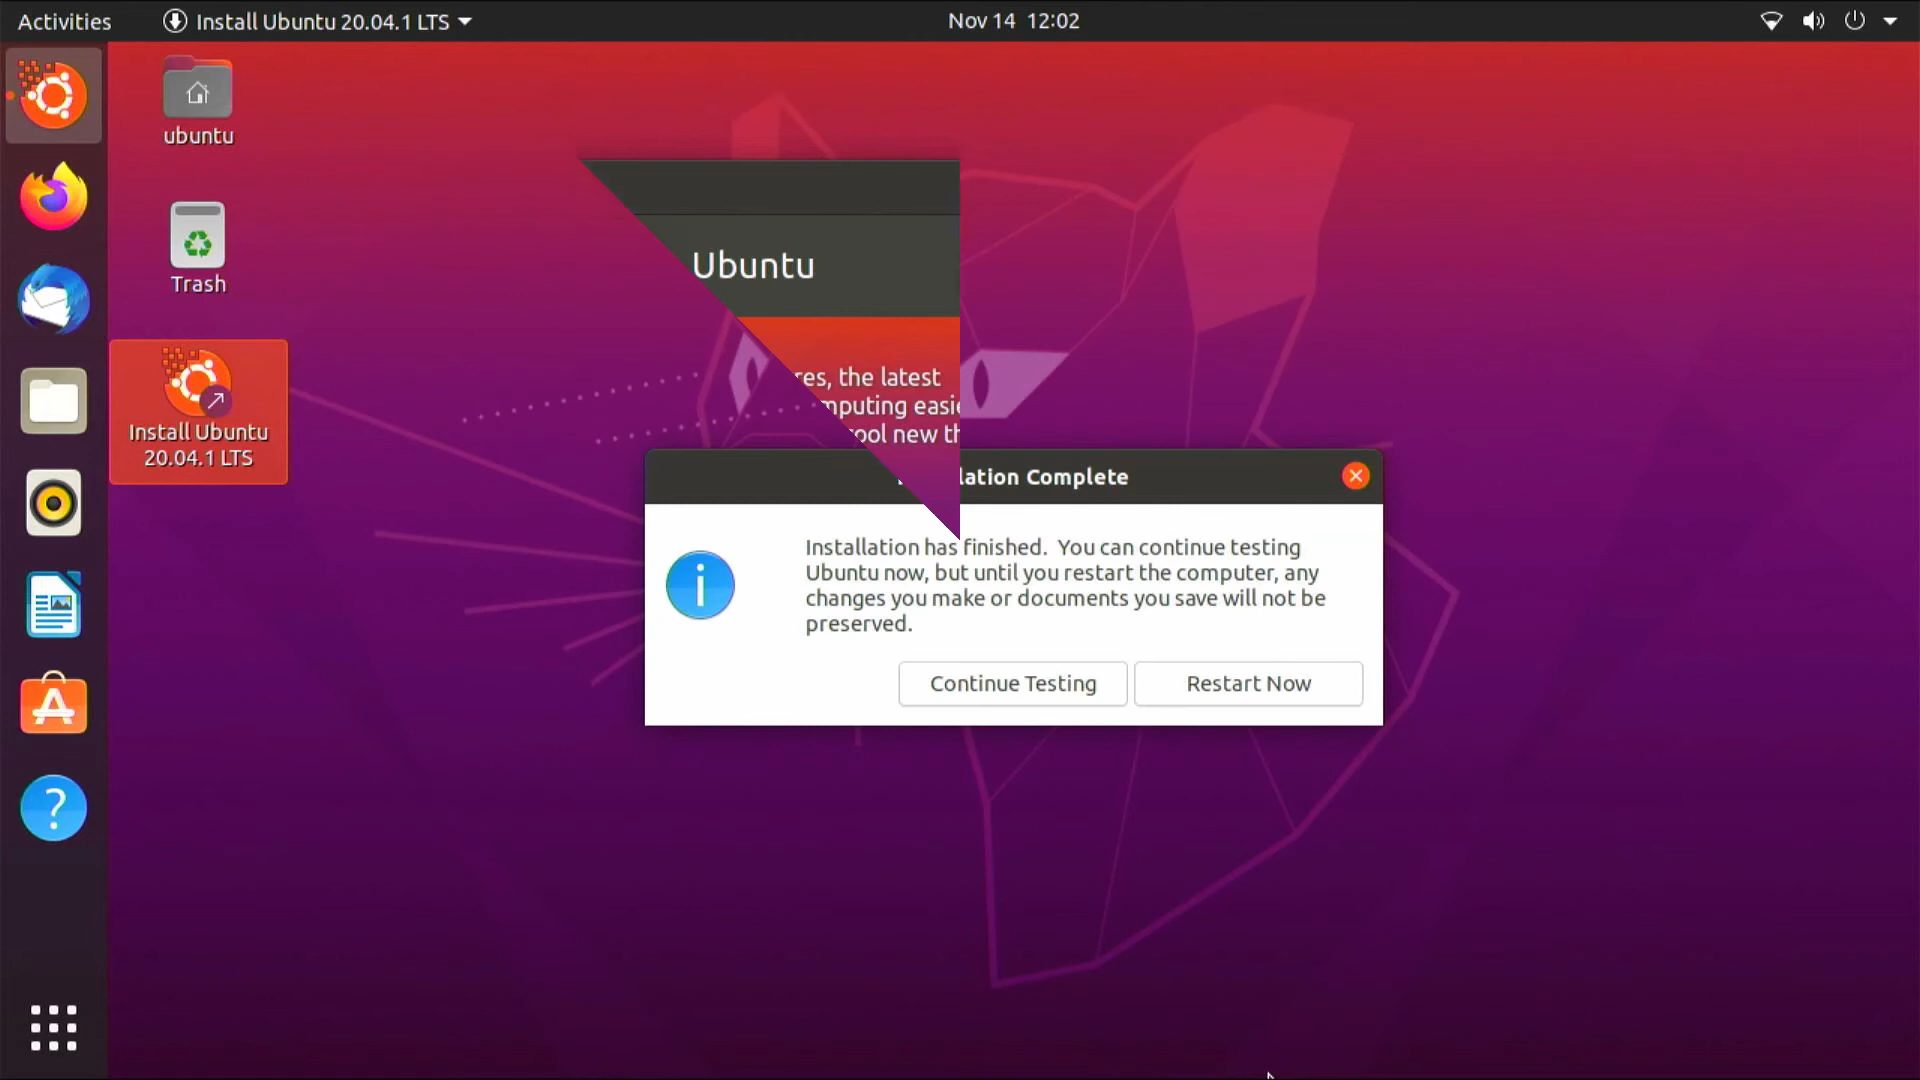 Activities
Install Ubuntu 20.04.1 LTS
Nov 14 12:02
ubuntu
Trash
Install Ubuntu
20.04.1 LTS
Ubuntu
res, the latest
mputing easie
ool new th
lation Complete
Installation has finished. You can continue testing
Ubuntu now, but until you restart the computer, any
changes you make or documents you save will not be
preserved.
Continue Testing
Restart Now